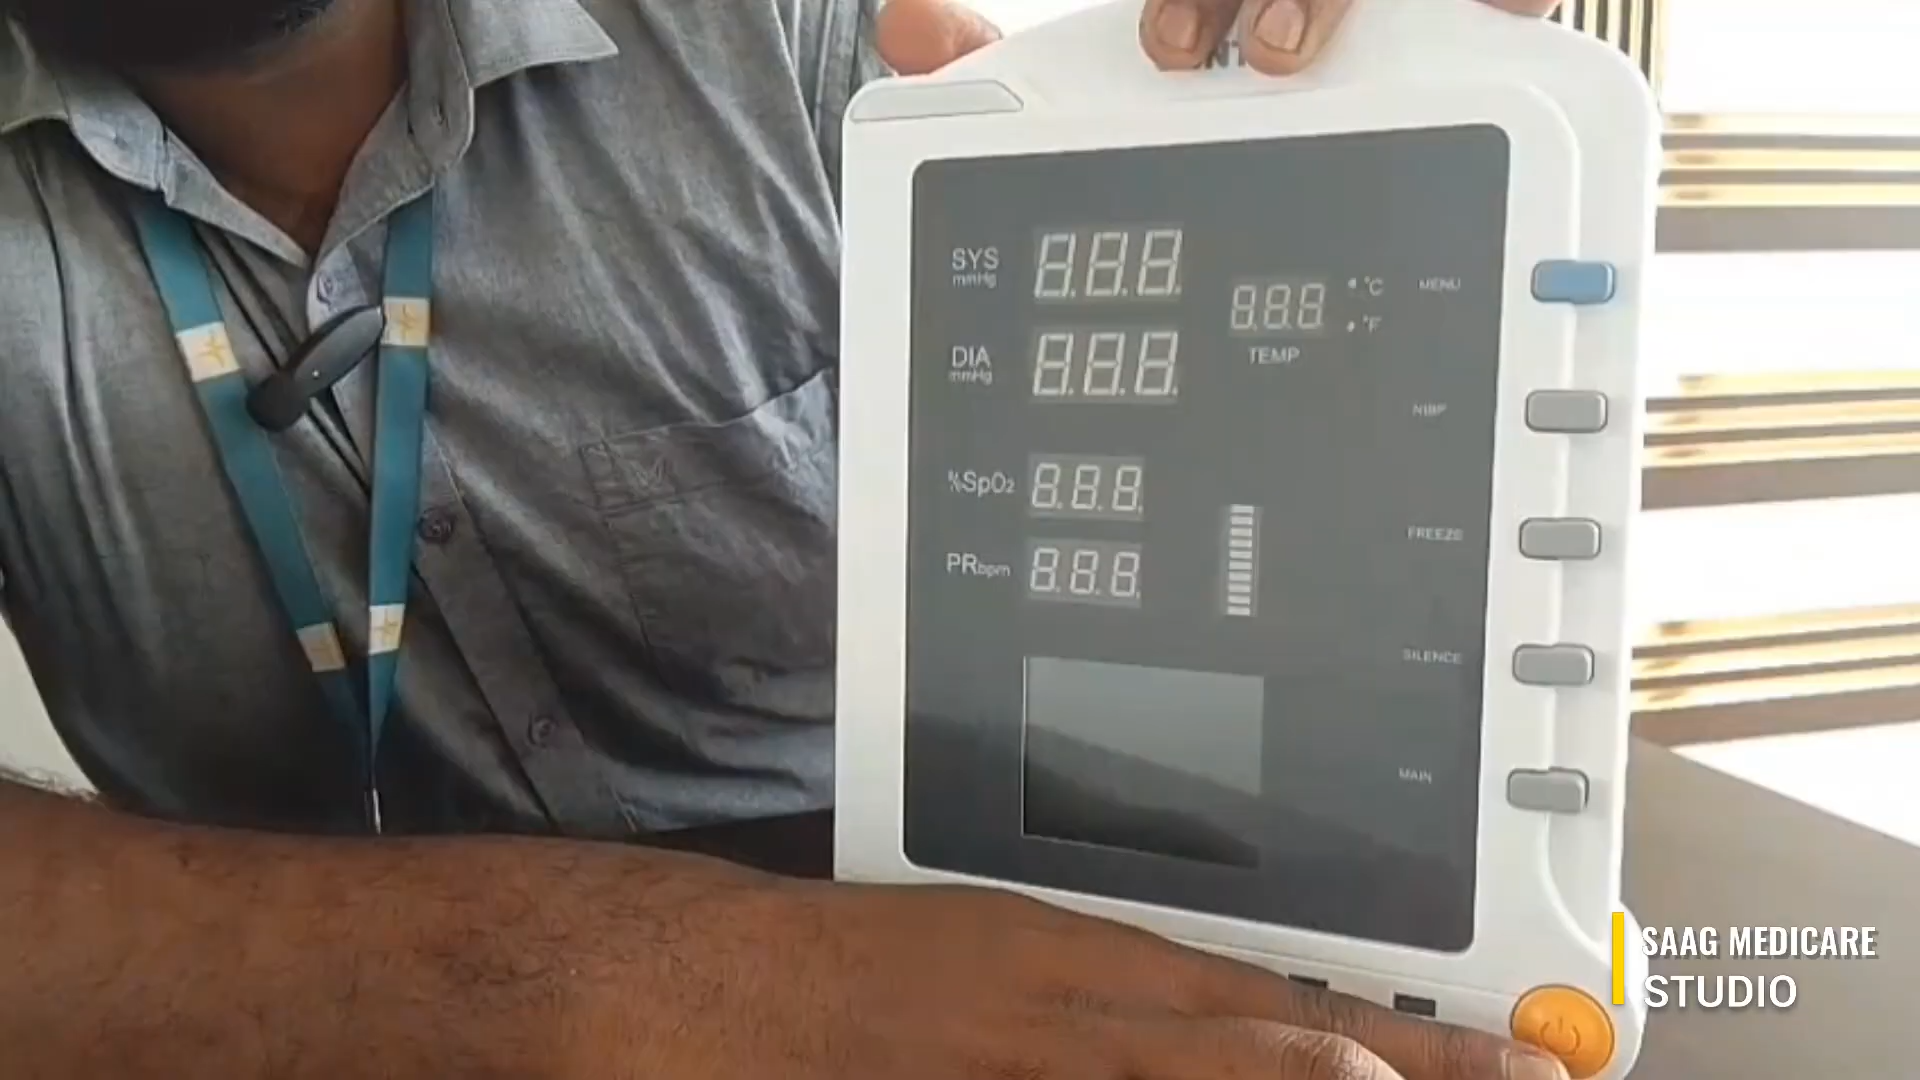 SYS
mmHg
888
°C
888
°F
TEMP
DIA
mmHg
888
%SpO2
888
PRbpm
888
MENU
NIBP
FREEZE
SILENCE
MAIN
SAAG MEDICARE
STUDIO